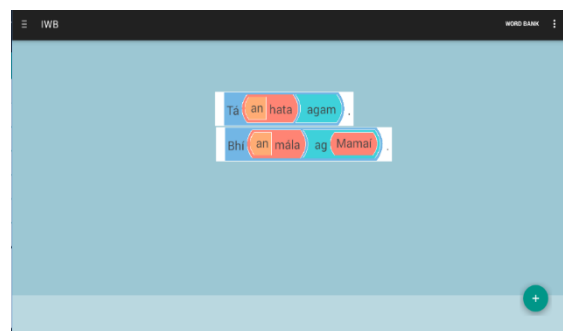 IWB WORD BANK
Tá an hata agam .
Bhí an mála ag Mamaí .
+